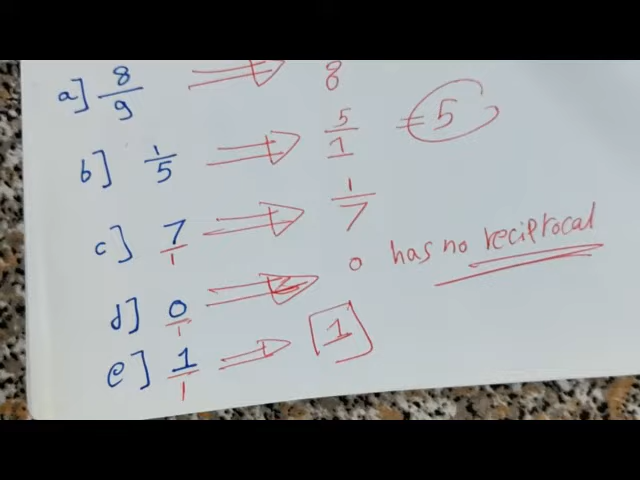 a] 8/9 ⟹ 8
b] 1/5 ⟹ 5/1 = 5
c] 7/1 ⟹ 1/7
d] 0/1 ⟹ 0 has no reciprocal
e] 1/1 ⟹ 1